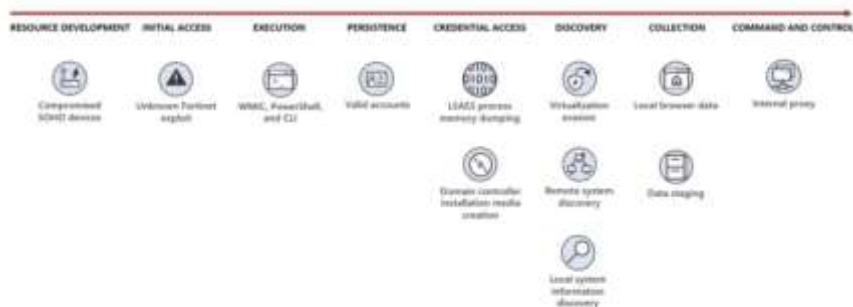 RESOURCE DEVELOPMENT
INITIAL ACCESS
EXECUTION
PERSISTENCE
CREDENTIAL ACCESS
DISCOVERY
COLLECTION
COMMAND AND CONTROL
Compromised
SOHO devices
Unknown Fortinet
exploit
WMIC, PowerShell,
and CLI
Valid accounts
LSASS process
memory dumping
Virtualization
evasion
Local browser data
Internal proxy
Domain controller
installation media
creation
Remote system
discovery
Data staging
Local system
information
discovery